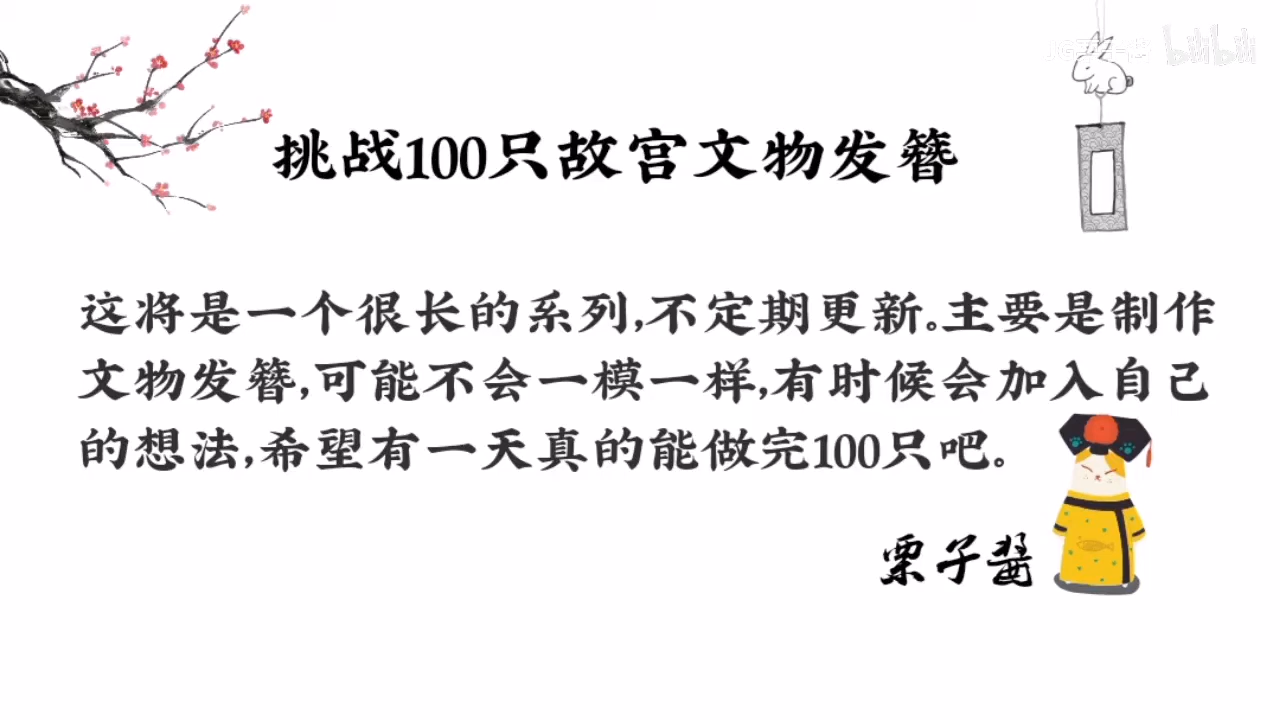 bilibili
挑战100只故宫文物发簪
这将是一个很长的系列,不定期更新。主要是制作
文物发簪,可能不会一模一样,有时候会加入自己
的想法,希望有一天真的能做完100只吧。
栗子醬